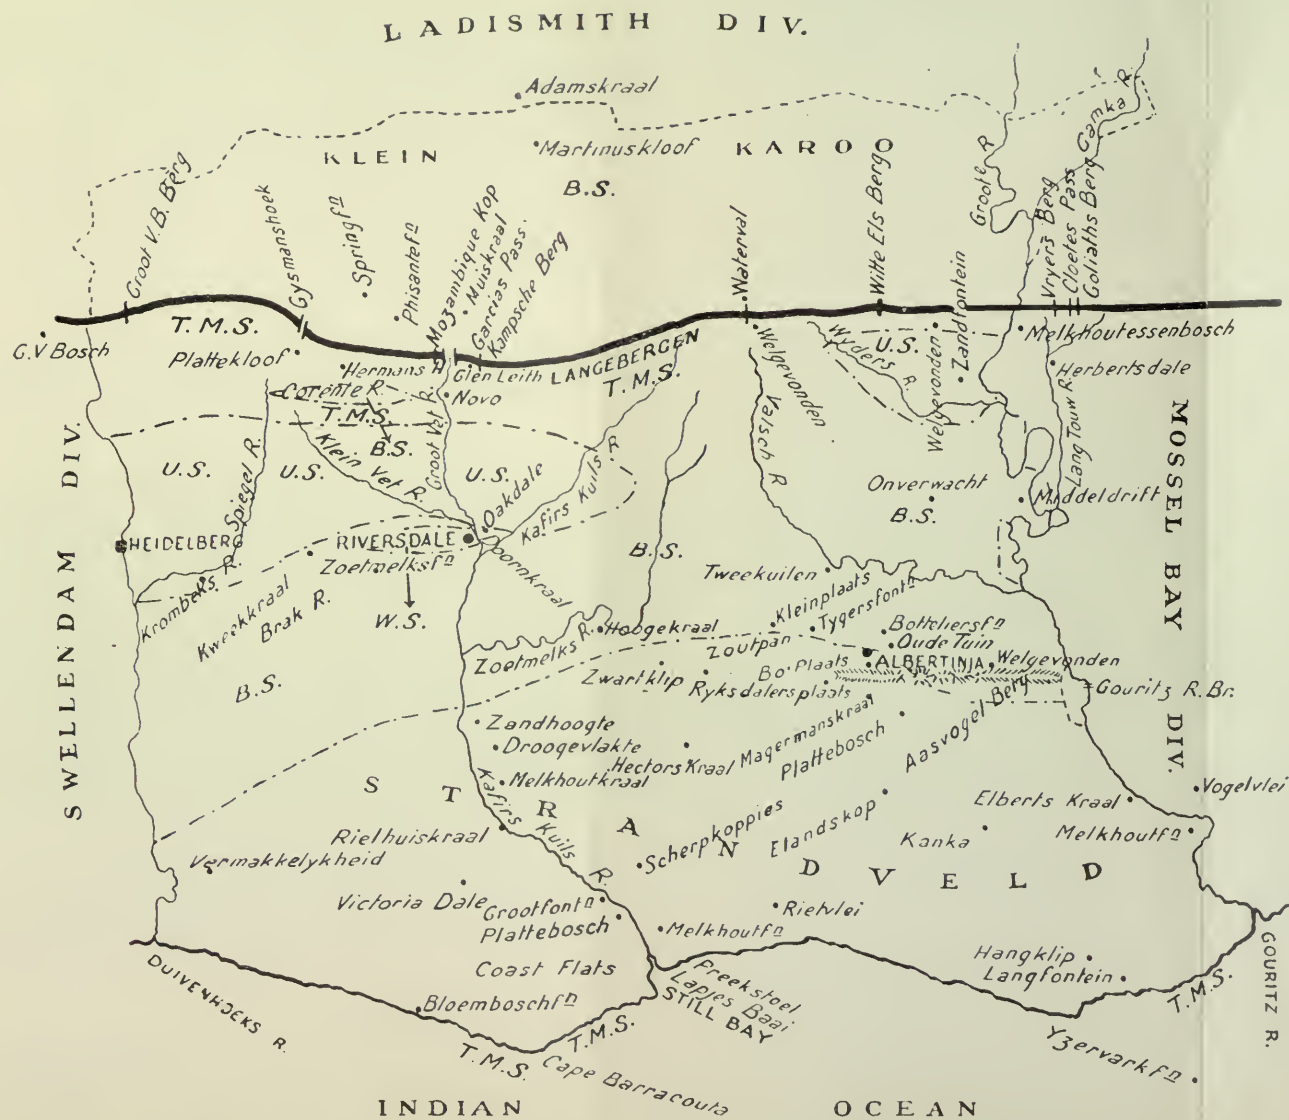 LADISMITH DIV.
Adamskraal
KLEIN KAROO
Martinuskloof
B.S.
Groote R.
Gamka R.
Groot V.B. Berg
Gysmanshoek
Springfn
Phisantefn
Mozambique Kop
Muiskraal
Garcias Pass.
Kampsche Berg
Waterval
Witte Els Berg
Vryers Berg
Cloetes Pass
Goliaths Berg
G.V Bosch
T.M.S.
Plattekloof
Hermans H
Glen Leith
LANGEBERGEN
T.M.S.
Welgevonden
Wyders R.
U.S.
Welgevonden
Zandfontein
Melkhoutessenbosch
Herbertsdale
Corente R.
Novo
T.M.S.
B.S.
SWELLENDAM DIV.
MOSSEL BAY DIV.
U.S.
Spiegel R.
U.S.
Klein Vet R.
Groot Vet R.
U.S.
Oakdale
Kafirs Kuils R.
Valsch R
Onverwacht
B.S.
Lang Touw R.
Middeldrift
HEIDELBERG
RIVERSDALE
Zoetmelksfn
Doornkraal
B.S.
Krombeks R.
Kweekkraal
Brak R.
W.S.
Tweekuilen
Kleinplaats
Tygersfontn
Zoetmelks R.
Hoogekraal
Zoutpan
Botteliersfn
Oude Tuin
ALBERTINIA
Welgevonden
B.S.
Zwartklip
Bo-Plaats
Ryksdalersplaats
Gouritz R.Br.
Zandhoogte
Droogevlakte
Melkhoutkraal
Hectors Kraal
Magermanskraal
Plattebosch
Aasvogel Berg
STRANDVELD
Kafirs Kuils R.
Rielhuiskraal
Scherpkoppies
Elandskop
Kanka
Elberts Kraal
Melkhoutfn
Vogelvlei
Vermakkelykheid
Victoria Dale
Grootfontn
Plattebosch
Melkhoutfn
Rietvlei
Hangklip
Langfontein
DUIVENHOEKS R.
Coast Flats
Bloemboschfn
Preekstoel
Lapjes Baai
STILL BAY
T.M.S.
GOURITZ R.
T.M.S.
T.M.S.
Cape Barracouta
Yzervarkfn
INDIAN OCEAN